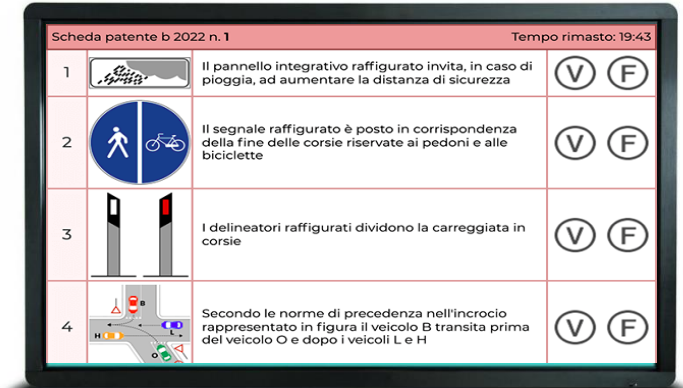 Scheda patente b 2022 n. 1 Tempo rimasto: 19:43
1 Il pannello integrativo raffigurato invita, in caso di
pioggia, ad aumentare la distanza di sicurezza V F
2 Il segnale raffigurato è posto in corrispondenza
della fine delle corsie riservate ai pedoni e alle
biciclette V F
3 I delineatori raffigurati dividono la carreggiata in
corsie V F
B
L
H
O
4 Secondo le norme di precedenza nell'incrocio
rappresentato in figura il veicolo B transita prima
del veicolo O e dopo i veicoli L e H V F